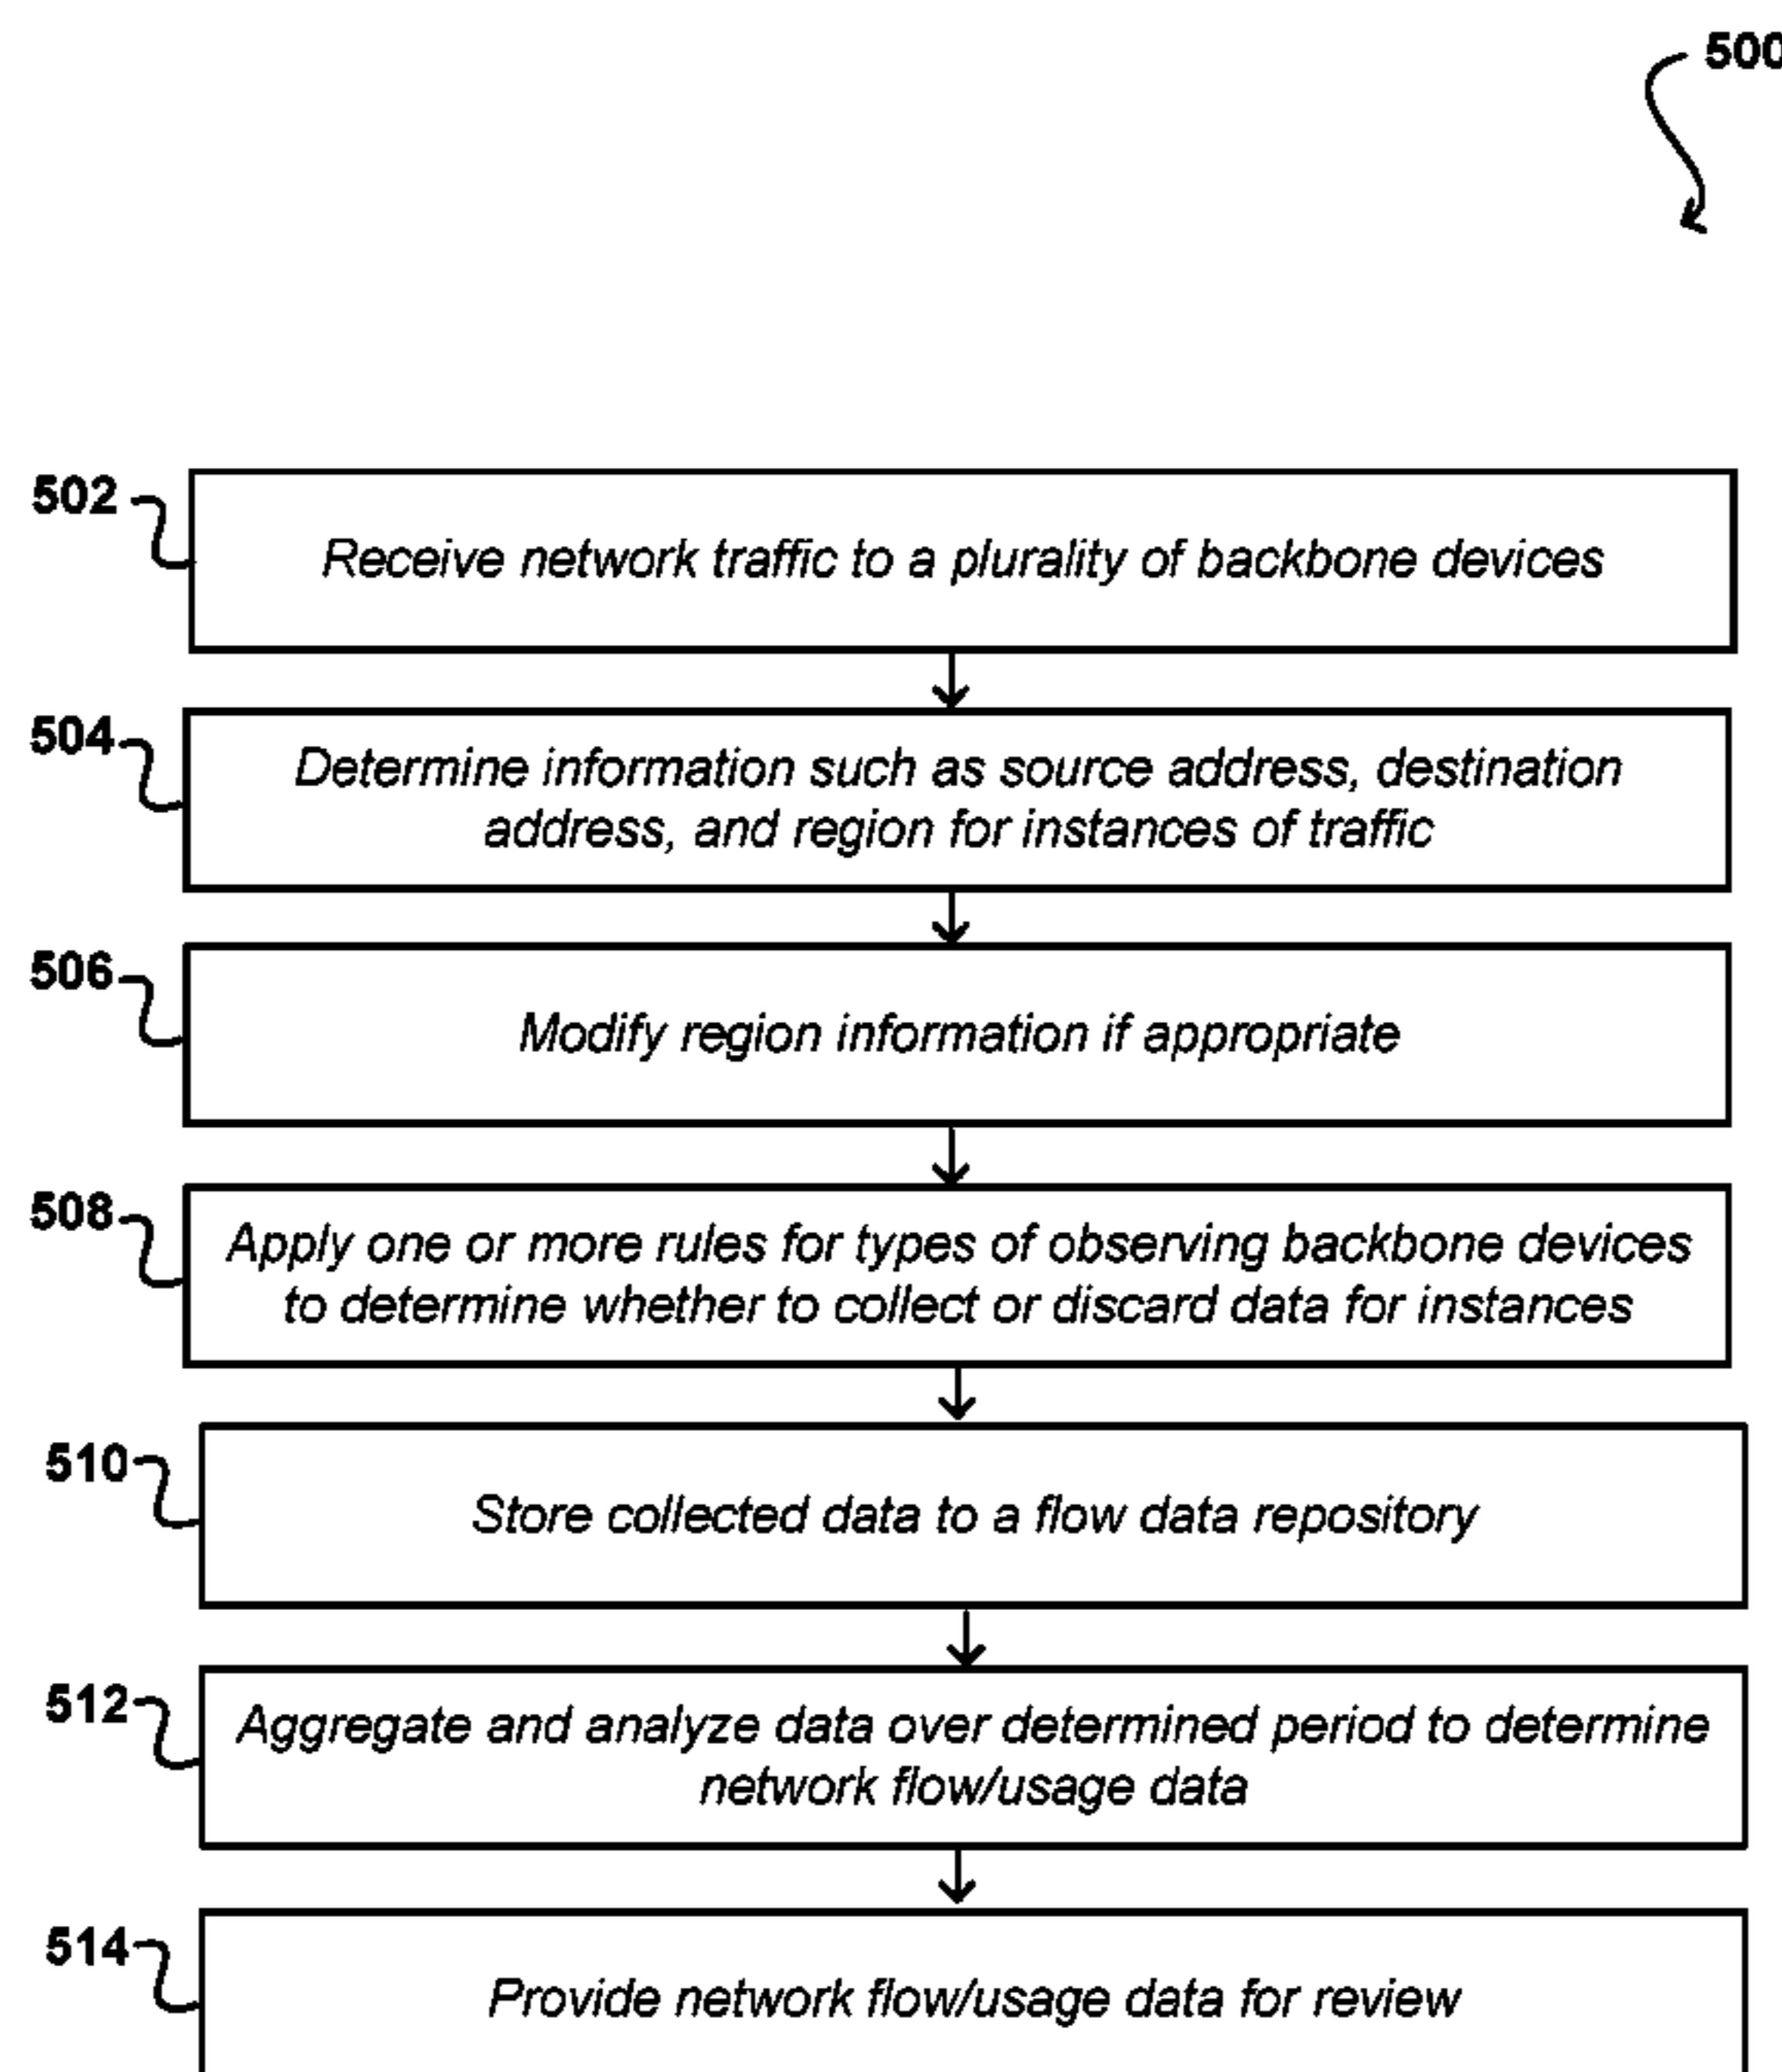 500
502
Receive network traffic to a plurality of backbone devices
504
Determine information such as source address, destination
address, and region for instances of traffic
506
Modify region information if appropriate
508
Apply one or more rules for types of observing backbone devices
to determine whether to collect or discard data for instances
510
Store collected data to a flow data repository
512
Aggregate and analyze data over determined period to determine
network flow/usage data
514
Provide network flow/usage data for review